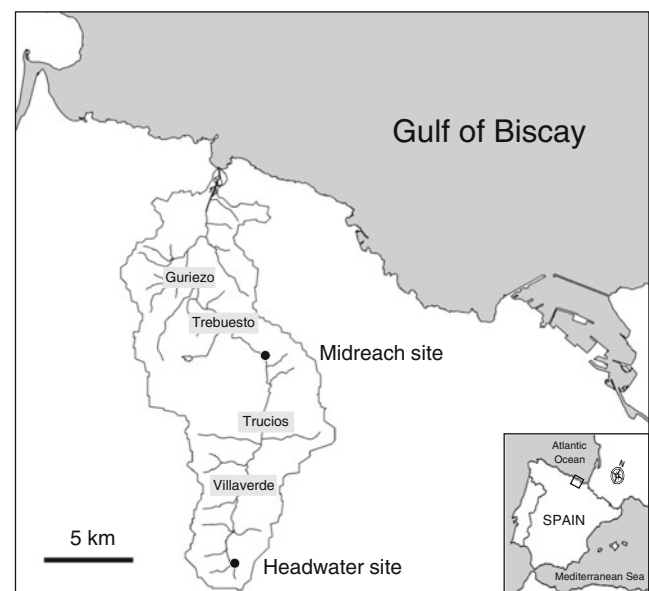 Gulf of Biscay
Guriezo
Trebuesto
Midreach site
Trucios
Villaverde
5 km
Headwater site
Atlantic
Ocean
N
SPAIN
Mediterranean Sea